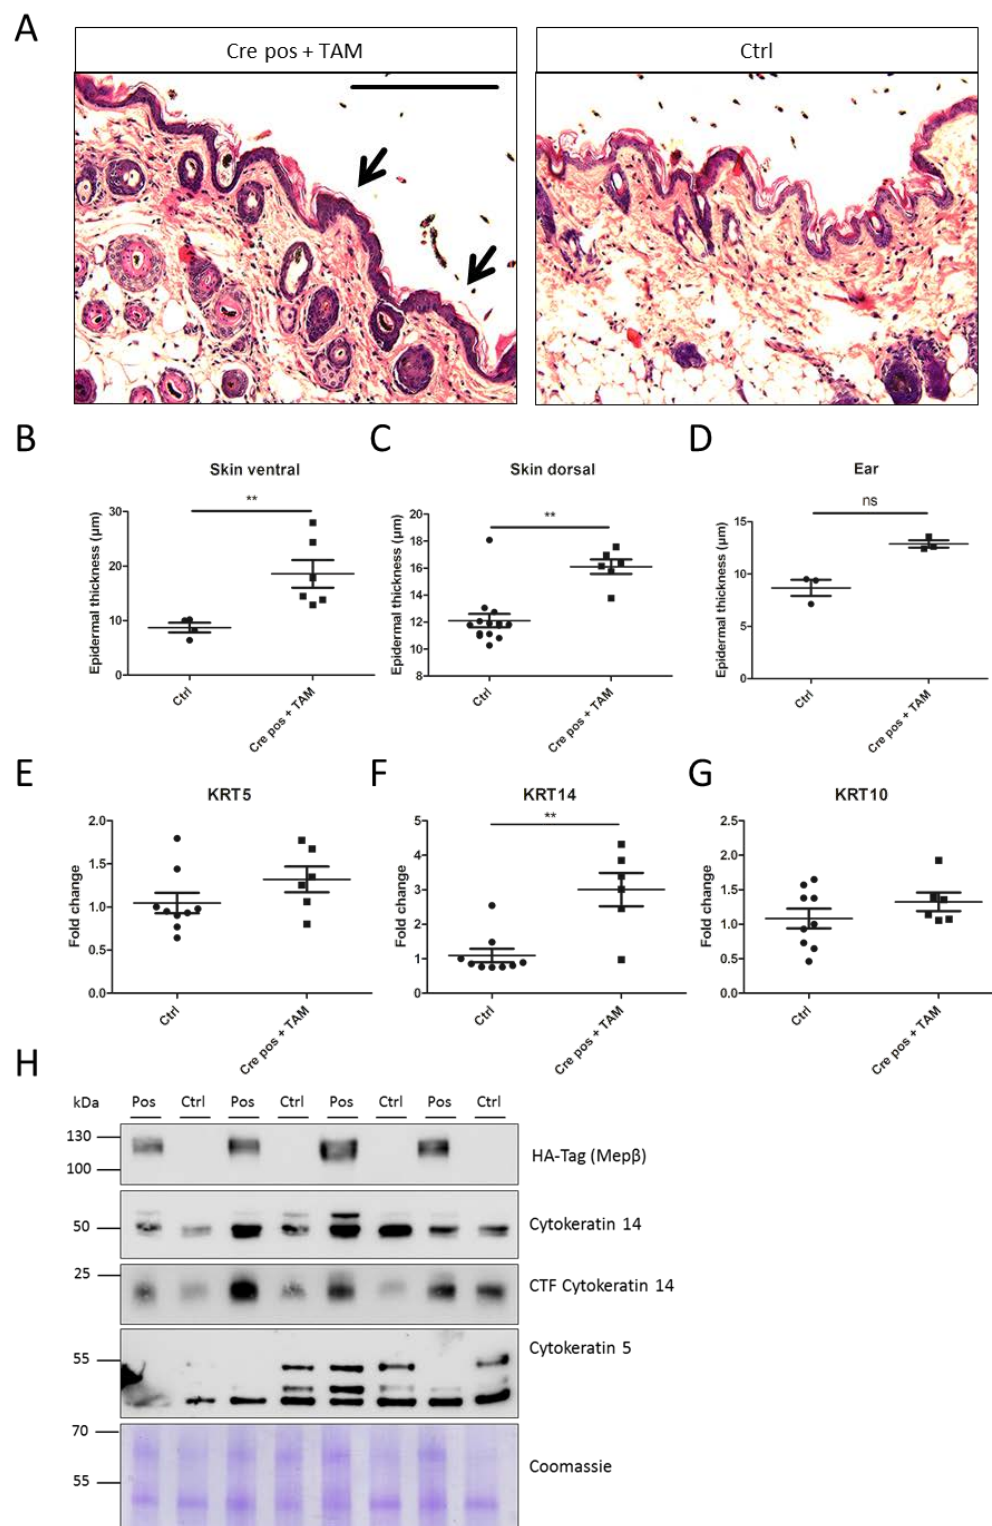 A
Cre pos + TAM
Ctrl
B
Skin ventral
**
Epidermal thickness (µm)
30
20
10
0
Ctrl
Cre pos + TAM
C
Skin dorsal
**
Epidermal thickness (µm)
20
18
16
14
12
10
8
Ctrl
Cre pos + TAM
D
Ear
ns
Epidermal thickness (µm)
15
10
5
0
Ctrl
Cre pos + TAM
E
KRT5
Fold change
2.0
1.5
1.0
0.5
0.0
Ctrl
Cre pos + TAM
F
KRT14
**
Fold change
5
4
3
2
1
0
Ctrl
Cre pos + TAM
G
KRT10
Fold change
2.5
2.0
1.5
1.0
0.5
0.0
Ctrl
Cre pos + TAM
H
kDa Pos Ctrl Pos Ctrl Pos Ctrl Pos Ctrl
130
100
HA-Tag (Mepβ)
50
Cytokeratin 14
25
CTF Cytokeratin 14
55
Cytokeratin 5
70
55
Coomassie